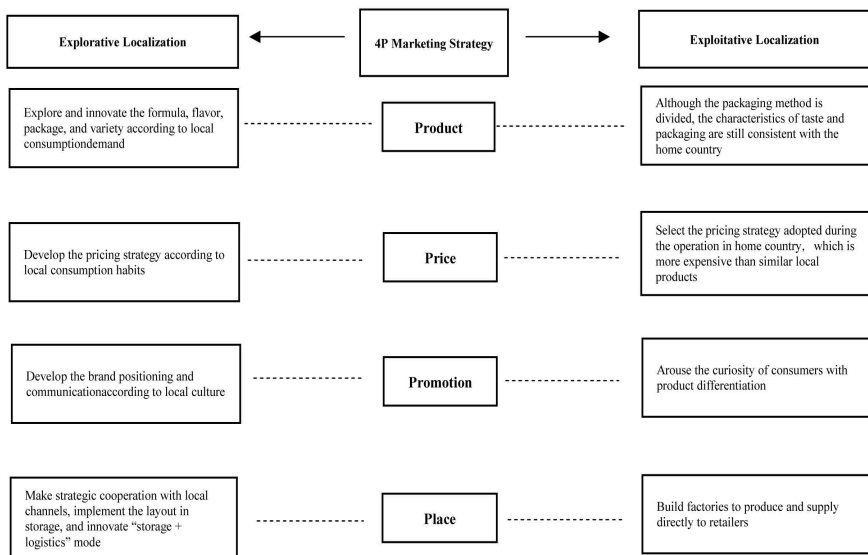 Explorative Localization
4P Marketing Strategy
Exploitative Localization
Explore and innovate the formula, flavor,
package, and variety according to local
consumptiondemand
Product
Although the packaging method is
divided, the characteristics of taste and
packaging are still consistent with the
home country
Develop the pricing strategy according to
local consumption habits
Price
Select the pricing strategy adopted during
the operation in home country, which is
more expensive than similar local
products
Develop the brand positioning and
communicationaccording to local culture
Promotion
Arouse the curiosity of consumers with
product differentiation
Make strategic cooperation with local
channels, implement the layout in
storage, and innovate “storage +
logistics” mode
Place
Build factories to produce and supply
directly to retailers